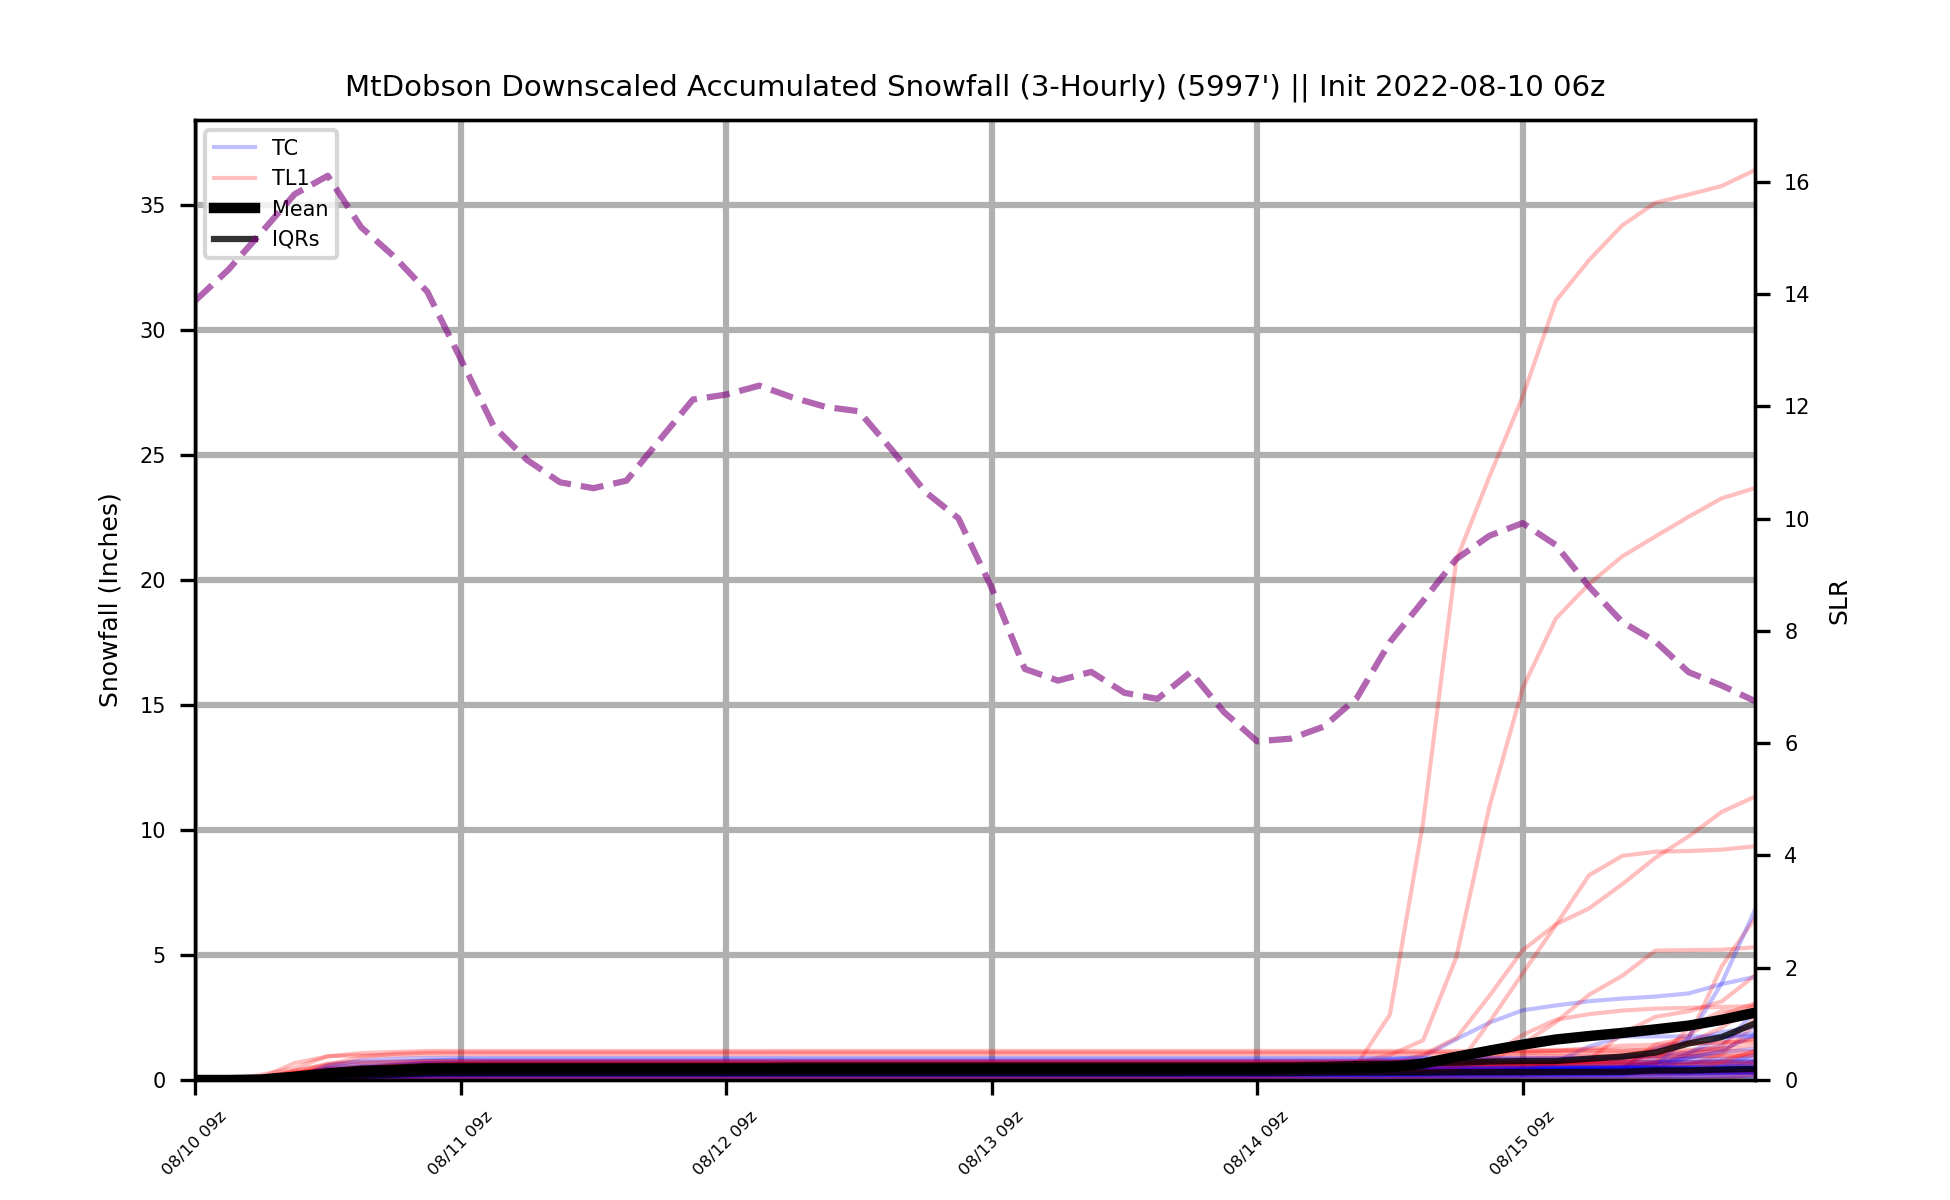 MtDobson Downscaled Accumulated Snowfall (3-Hourly) (5997') || Init 2022-08-10 06z
TC
TL1
Mean
IQRs
Snowfall (Inches)
35
30
25
20
15
10
5
0
16
14
12
10
8
6
4
2
0
SLR
08/10 09z
08/11 09z
08/12 09z
08/13 09z
08/14 09z
08/15 09z